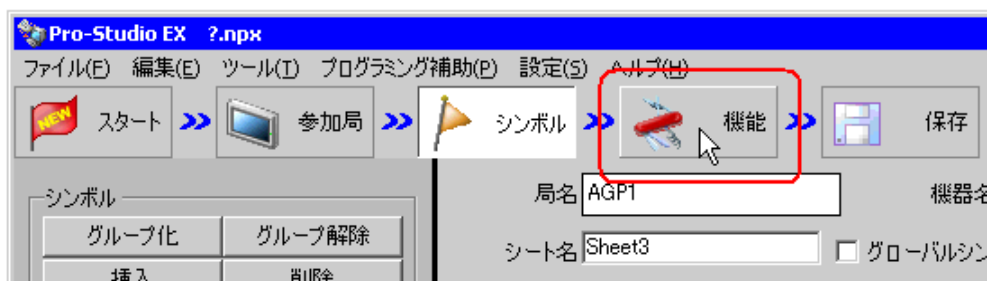 Pro-Studio EX ?.npx
ファイル(F) 編集(E) ツール(T) プログラミング補助(P) 設定(S) ヘルプ(H)
NEW スタート 参加局 シンボル 機能 保存
シンボル
局名 AGP1 機器名
グループ化 グループ解除
シート名 Sheet3 グローバルシン
挿入 削除